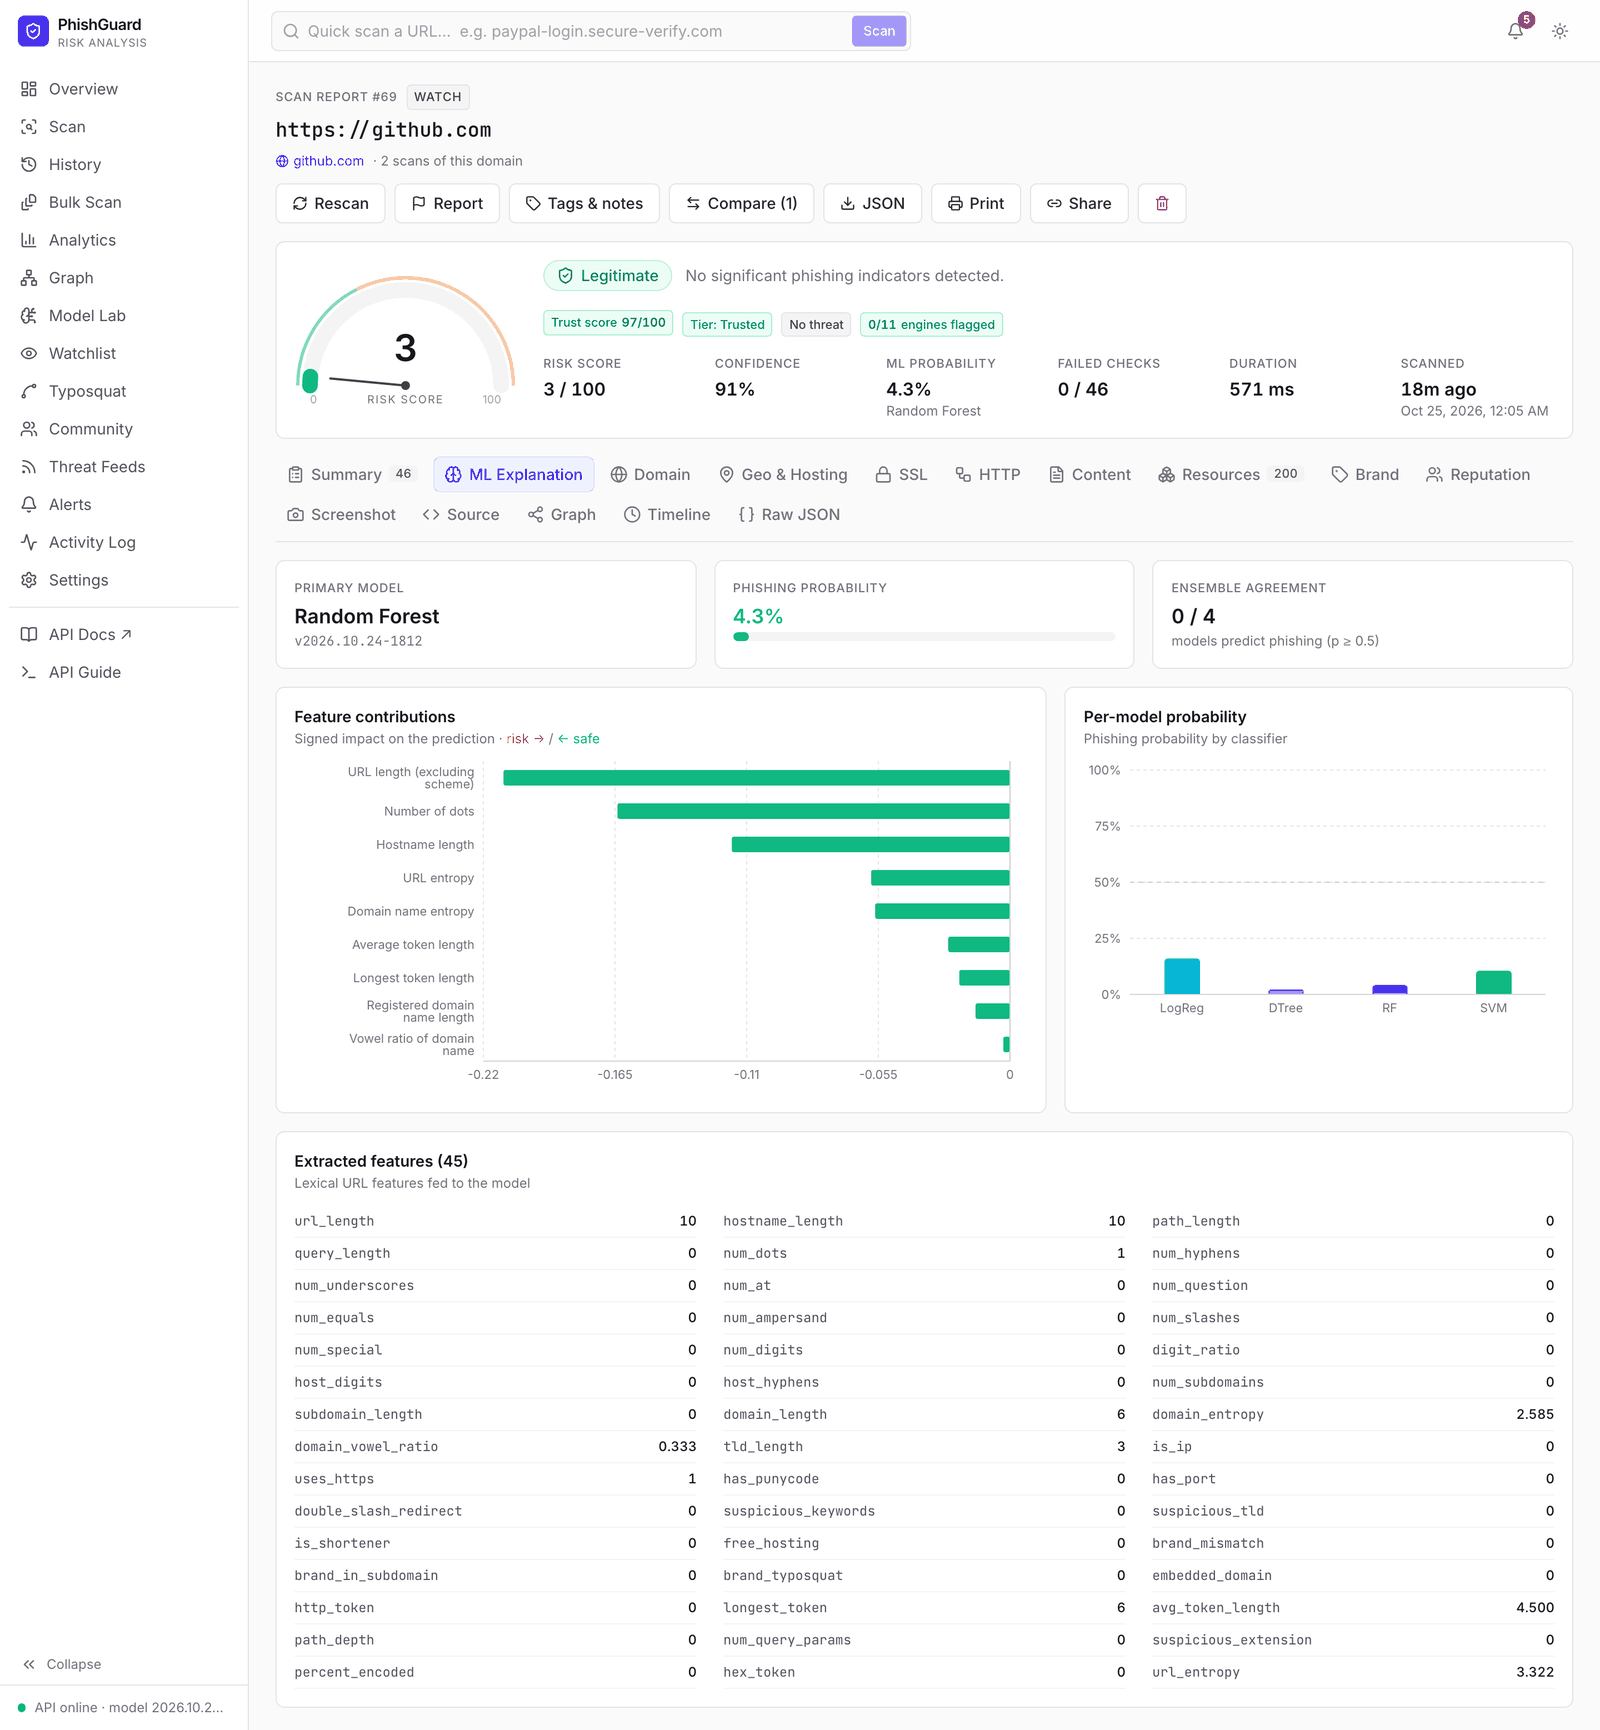 PhishGuard
RISK ANALYSIS
Overview
Scan
History
Bulk Scan
Analytics
Graph
Model Lab
Watchlist
Typosquat
Community
Threat Feeds
Alerts
Activity Log
Settings
API Docs ↗
API Guide
Collapse
API online · model 2026.10.2...
Quick scan a URL... e.g. paypal-login.secure-verify.com
Scan
5
SCAN REPORT #69 WATCH
https://github.com
github.com · 2 scans of this domain
Rescan Report Tags & notes Compare (1) JSON Print Share
3
0 RISK SCORE 100
Legitimate No significant phishing indicators detected.
Trust score 97/100 Tier: Trusted No threat 0/11 engines flagged
RISK SCORE CONFIDENCE ML PROBABILITY FAILED CHECKS DURATION SCANNED
3 / 100 91% 4.3% 0 / 46 571 ms 18m ago
Random Forest Oct 25, 2026, 12:05 AM
Summary 46 ML Explanation Domain Geo & Hosting SSL HTTP Content Resources 200 Brand Reputation
Screenshot Source Graph Timeline Raw JSON
PRIMARY MODEL
Random Forest
v2026.10.24-1812
PHISHING PROBABILITY
4.3%
ENSEMBLE AGREEMENT
0 / 4
models predict phishing (p ≥ 0.5)
Feature contributions
Signed impact on the prediction · risk → / ← safe
URL length (excluding
scheme)
Number of dots
Hostname length
URL entropy
Domain name entropy
Average token length
Longest token length
Registered domain
name length
Vowel ratio of domain
name
-0.22 -0.165 -0.11 -0.055 0
Per-model probability
Phishing probability by classifier
100%
75%
50%
25%
0%
LogReg DTree RF SVM
Extracted features (45)
Lexical URL features fed to the model
url_length 10 hostname_length 10 path_length 0
query_length 0 num_dots 1 num_hyphens 0
num_underscores 0 num_at 0 num_question 0
num_equals 0 num_ampersand 0 num_slashes 0
num_special 0 num_digits 0 digit_ratio 0
host_digits 0 host_hyphens 0 num_subdomains 0
subdomain_length 0 domain_length 6 domain_entropy 2.585
domain_vowel_ratio 0.333 tld_length 3 is_ip 0
uses_https 1 has_punycode 0 has_port 0
double_slash_redirect 0 suspicious_keywords 0 suspicious_tld 0
is_shortener 0 free_hosting 0 brand_mismatch 0
brand_in_subdomain 0 brand_typosquat 0 embedded_domain 0
http_token 0 longest_token 6 avg_token_length 4.500
path_depth 0 num_query_params 0 suspicious_extension 0
percent_encoded 0 hex_token 0 url_entropy 3.322